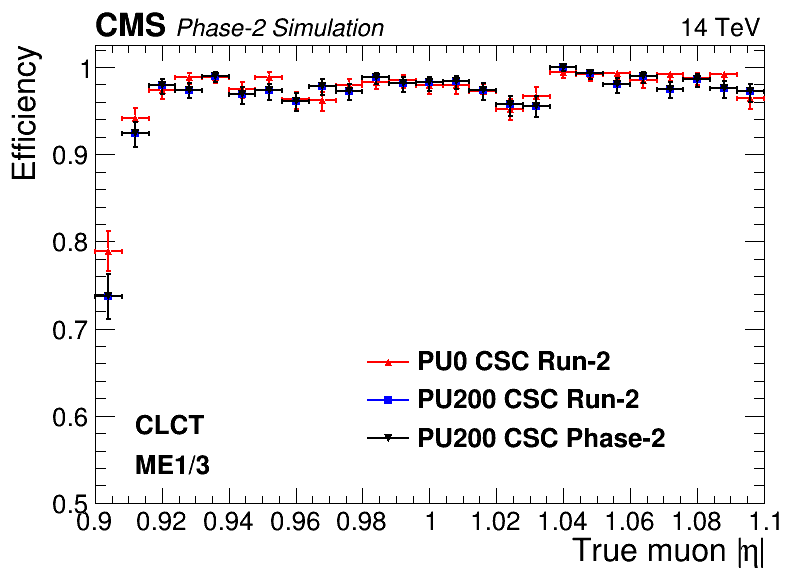 CMS Phase-2 Simulation 14 TeV
Efficiency
1
0.9
0.8
0.7
0.6
0.5
PU0 CSC Run-2
PU200 CSC Run-2
PU200 CSC Phase-2
CLCT
ME1/3
0.9 0.92 0.94 0.96 0.98 1 1.02 1.04 1.06 1.08 1.1
True muon |η|